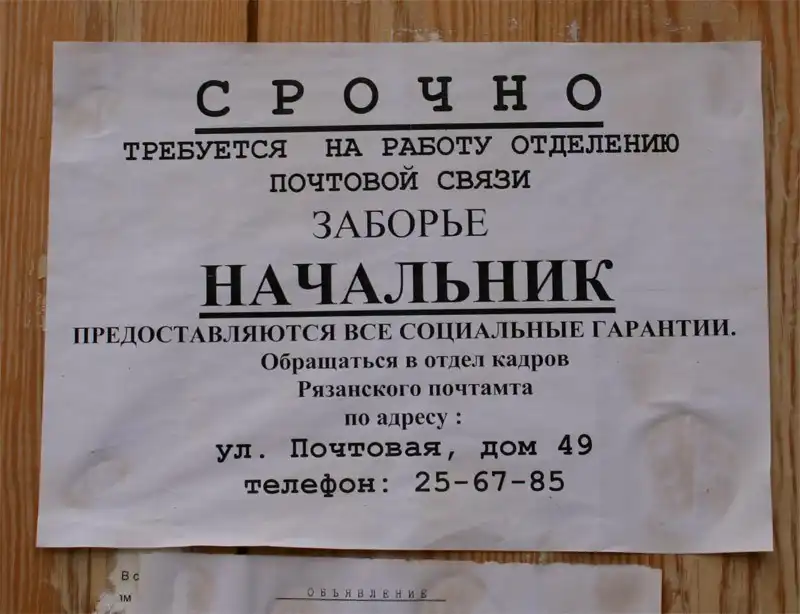 СРОЧНО
ТРЕБУЕТСЯ НА РАБОТУ ОТДЕЛЕНИЮ
ПОЧТОВОЙ СВЯЗИ
ЗАБОРЬЕ
НАЧАЛЬНИК
ПРЕДОСТАВЛЯЮТСЯ ВСЕ СОЦИАЛЬНЫЕ ГАРАНТИИ.
Обращаться в отдел кадров
Рязанского почтамта
по адресу :
ул. Почтовая, дом 49
телефон: 25-67-85
ОБЪЯВЛЕНИЕ